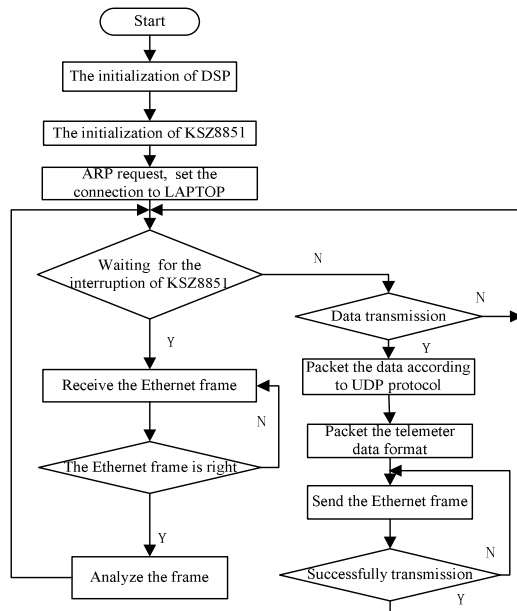 Start
The initialization of DSP
The initialization of KSZ8851
ARP request, set the
connection to LAPTOP
Waiting for the
interruption of KSZ8851
N
Data transmission
N
Y
Y
Packet the data according
to UDP protocol
Receive the Ethernet frame
N
Packet the telemeter
data format
The Ethernet frame is right
Send the Ethernet frame
Y
N
Analyze the frame
Successfully transmission
Y